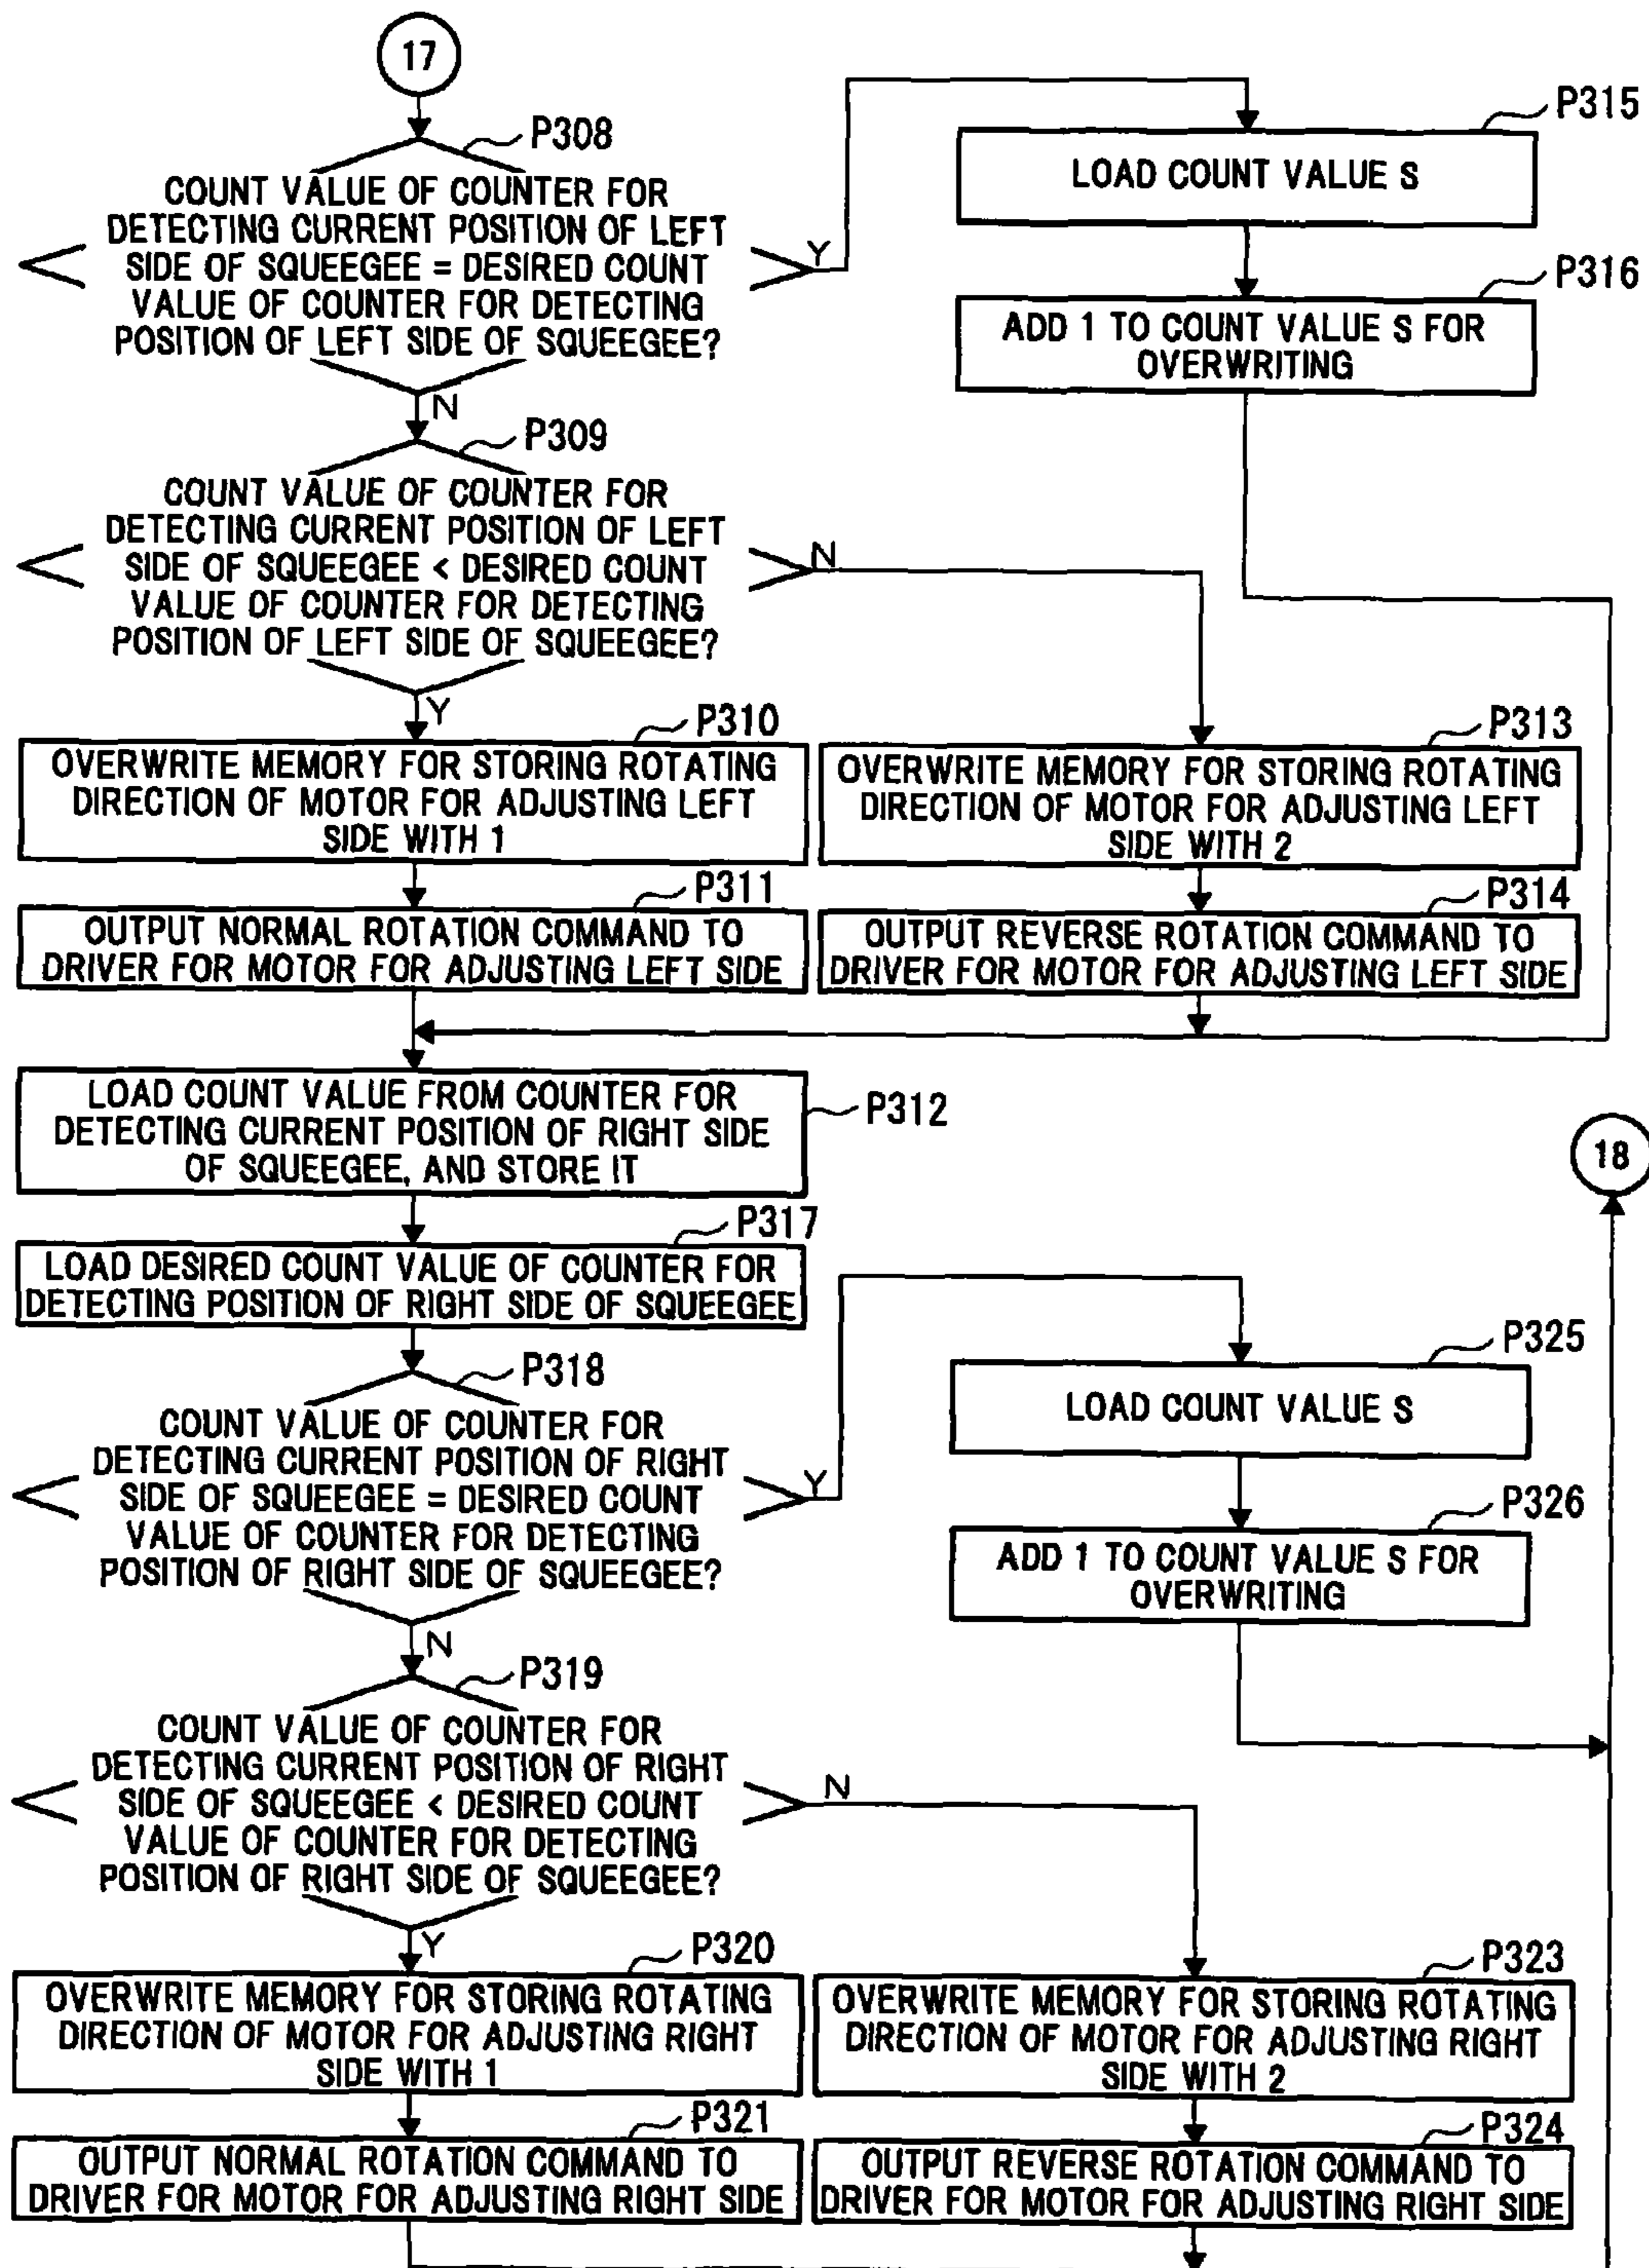 17
P308
COUNT VALUE OF COUNTER FOR
DETECTING CURRENT POSITION OF LEFT
SIDE OF SQUEEGEE = DESIRED COUNT
VALUE OF COUNTER FOR DETECTING
POSITION OF LEFT SIDE OF SQUEEGEE?
Y
N
P315
LOAD COUNT VALUE S
P316
ADD 1 TO COUNT VALUE S FOR
OVERWRITING
P309
COUNT VALUE OF COUNTER FOR
DETECTING CURRENT POSITION OF LEFT
SIDE OF SQUEEGEE < DESIRED COUNT
VALUE OF COUNTER FOR DETECTING
POSITION OF LEFT SIDE OF SQUEEGEE?
N
Y
P310
OVERWRITE MEMORY FOR STORING ROTATING
DIRECTION OF MOTOR FOR ADJUSTING LEFT
SIDE WITH 1
P313
OVERWRITE MEMORY FOR STORING ROTATING
DIRECTION OF MOTOR FOR ADJUSTING LEFT
SIDE WITH 2
P311
OUTPUT NORMAL ROTATION COMMAND TO
DRIVER FOR MOTOR FOR ADJUSTING LEFT SIDE
P314
OUTPUT REVERSE ROTATION COMMAND TO
DRIVER FOR MOTOR FOR ADJUSTING LEFT SIDE
P312
LOAD COUNT VALUE FROM COUNTER FOR
DETECTING CURRENT POSITION OF RIGHT SIDE
OF SQUEEGEE, AND STORE IT
18
P317
LOAD DESIRED COUNT VALUE OF COUNTER FOR
DETECTING POSITION OF RIGHT SIDE OF SQUEEGEE
P318
COUNT VALUE OF COUNTER FOR
DETECTING CURRENT POSITION OF RIGHT
SIDE OF SQUEEGEE = DESIRED COUNT
VALUE OF COUNTER FOR DETECTING
POSITION OF RIGHT SIDE OF SQUEEGEE?
Y
N
P325
LOAD COUNT VALUE S
P326
ADD 1 TO COUNT VALUE S FOR
OVERWRITING
P319
COUNT VALUE OF COUNTER FOR
DETECTING CURRENT POSITION OF RIGHT
SIDE OF SQUEEGEE < DESIRED COUNT
VALUE OF COUNTER FOR DETECTING
POSITION OF RIGHT SIDE OF SQUEEGEE?
N
Y
P320
OVERWRITE MEMORY FOR STORING ROTATING
DIRECTION OF MOTOR FOR ADJUSTING RIGHT
SIDE WITH 1
P323
OVERWRITE MEMORY FOR STORING ROTATING
DIRECTION OF MOTOR FOR ADJUSTING RIGHT
SIDE WITH 2
P321
OUTPUT NORMAL ROTATION COMMAND TO
DRIVER FOR MOTOR FOR ADJUSTING RIGHT SIDE
P324
OUTPUT REVERSE ROTATION COMMAND TO
DRIVER FOR MOTOR FOR ADJUSTING RIGHT SIDE